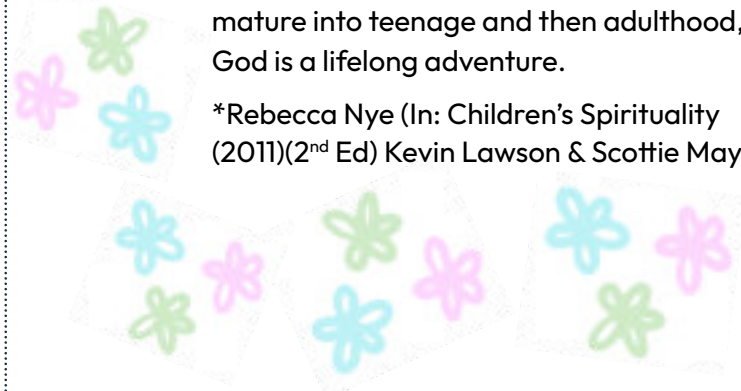 mature into teenage and then adulthood,
God is a lifelong adventure.
*Rebecca Nye (In: Children’s Spirituality
(2011)(2nd Ed) Kevin Lawson & Scottie May